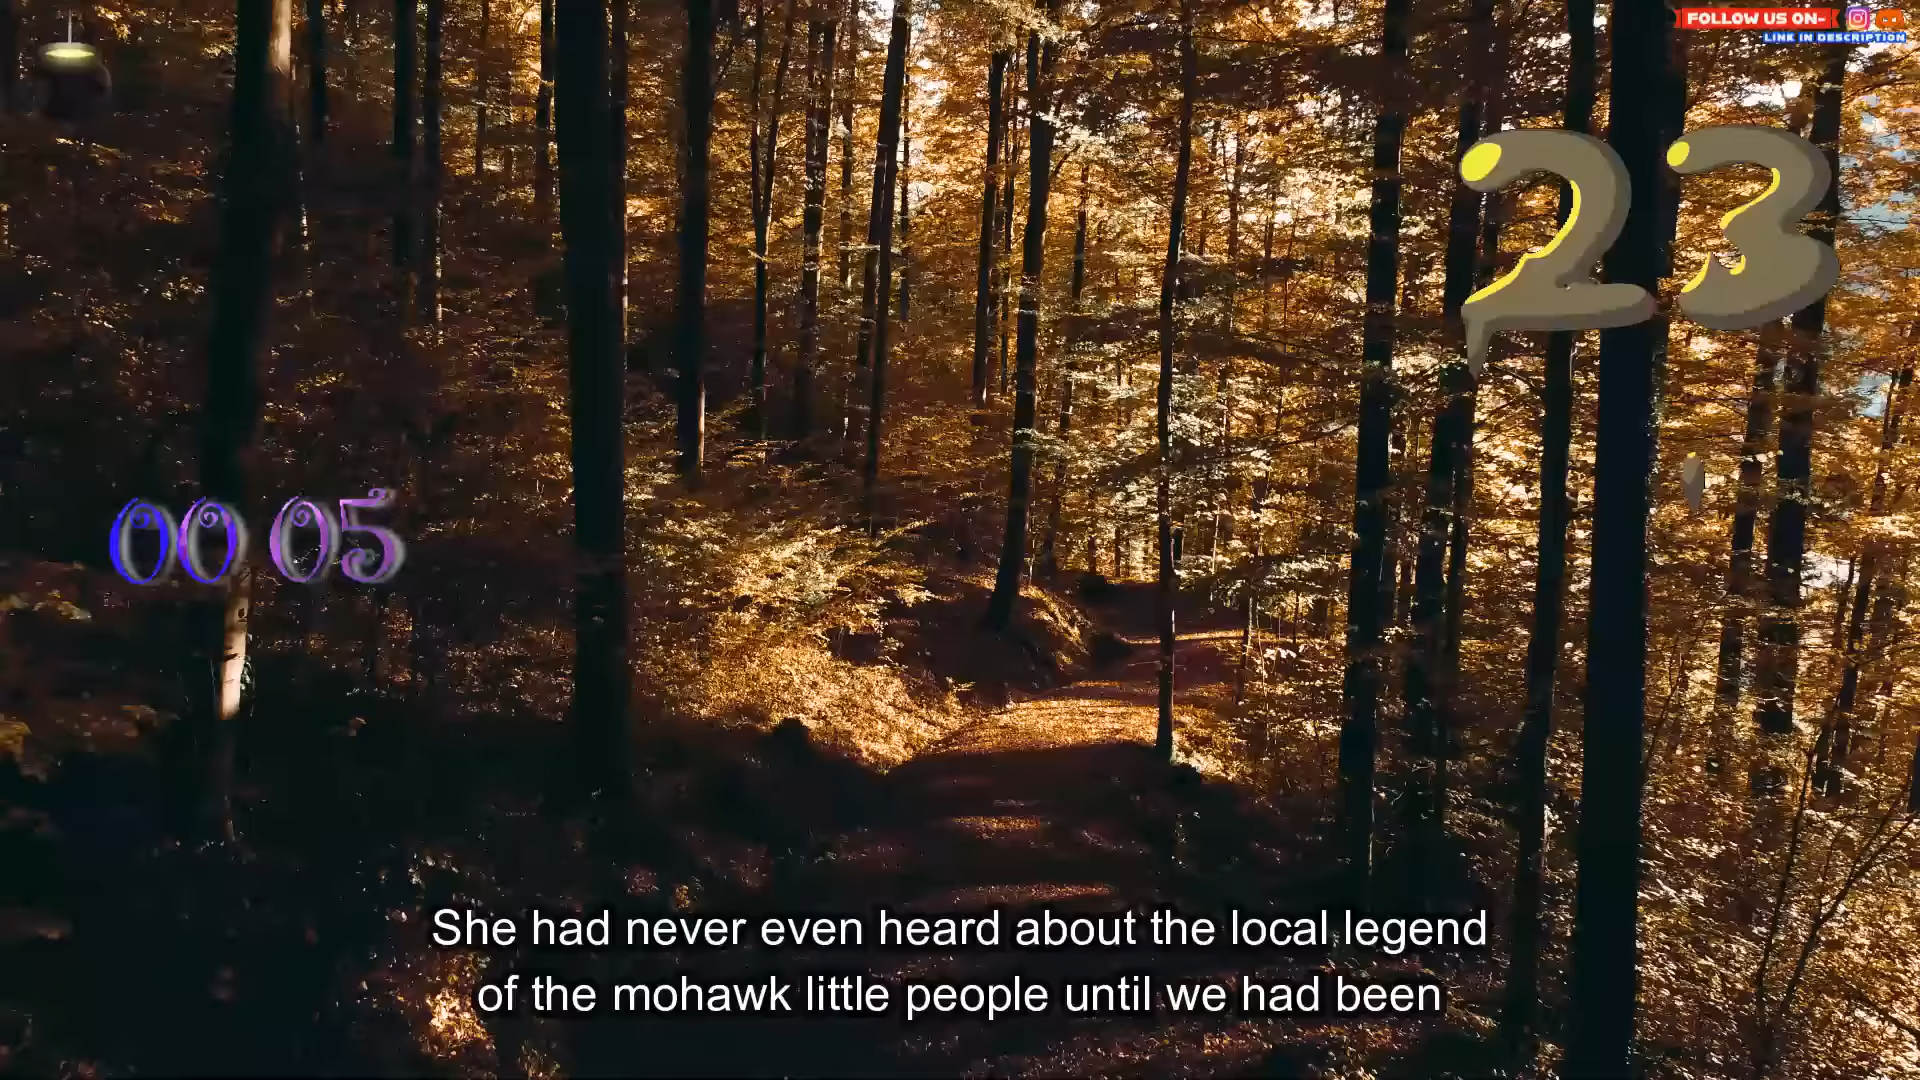 FOLLOW US ON-
LINK IN DESCRIPTION
23
00 05
She had never even heard about the local legend
of the mohawk little people until we had been